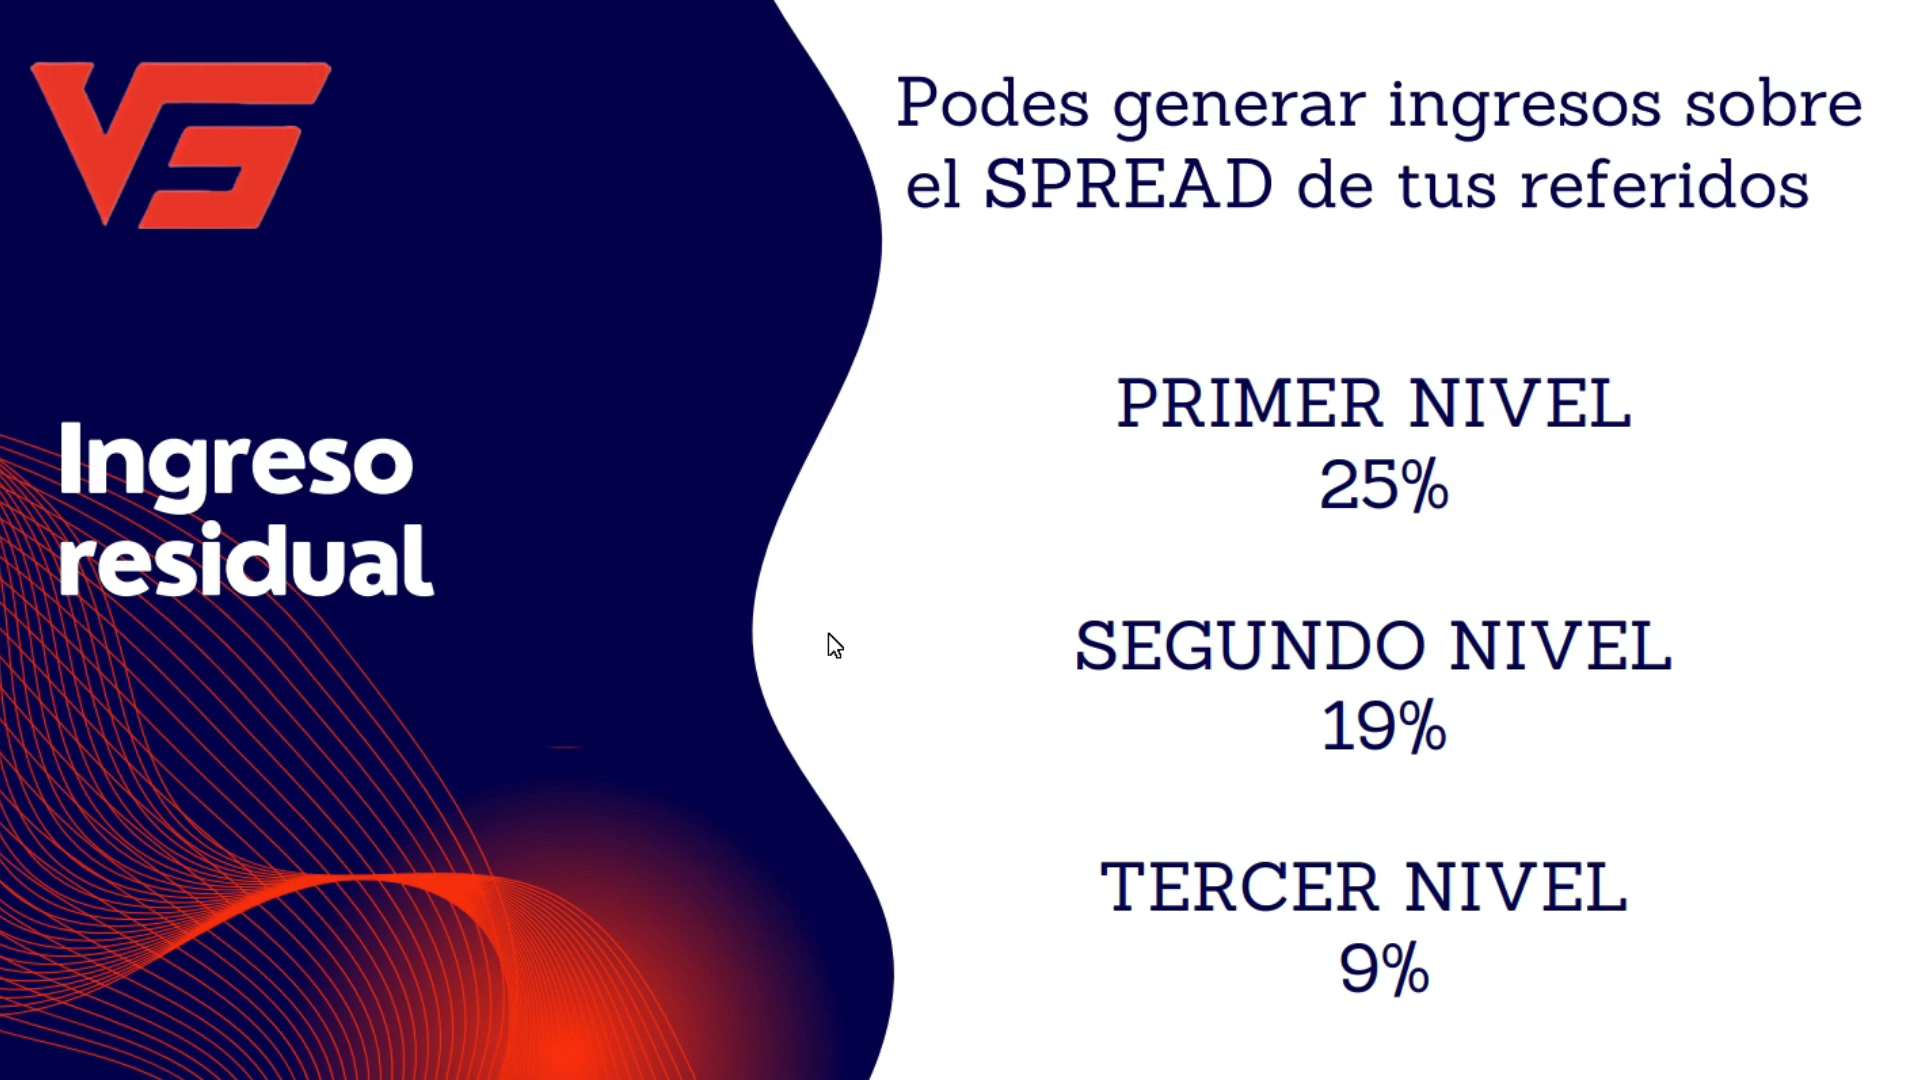 VS
Ingreso
residual
Podes generar ingresos sobre
el SPREAD de tus referidos
PRIMER NIVEL
25%
SEGUNDO NIVEL
19%
TERCER NIVEL
9%